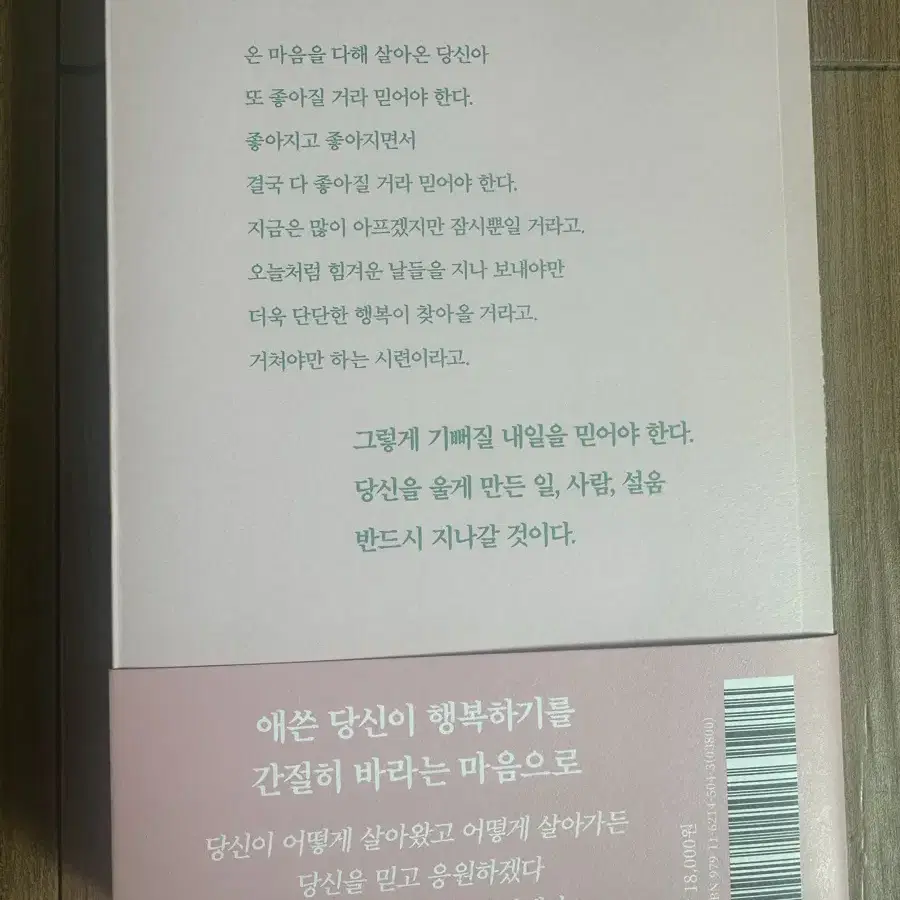 온 마음을 다해 살아온 당신아
또 좋아질 거라 믿어야 한다.
좋아지고 좋아지면서
결국 다 좋아질 거라 믿어야 한다.
지금은 많이 아프겠지만 잠시뿐일 거라고.
오늘처럼 힘겨운 날들을 지나 보내야만
더욱 단단한 행복이 찾아올 거라고.
거쳐야만 하는 시련이라고.
그렇게 기뻐질 내일을 믿어야 한다.
당신을 울게 만든 일, 사람, 설움
반드시 지나갈 것이다.
애쓴 당신이 행복하기를
간절히 바라는 마음으로
당신이 어떻게 살아왔고 어떻게 살아가든
당신을 믿고 응원하겠다
18,000원